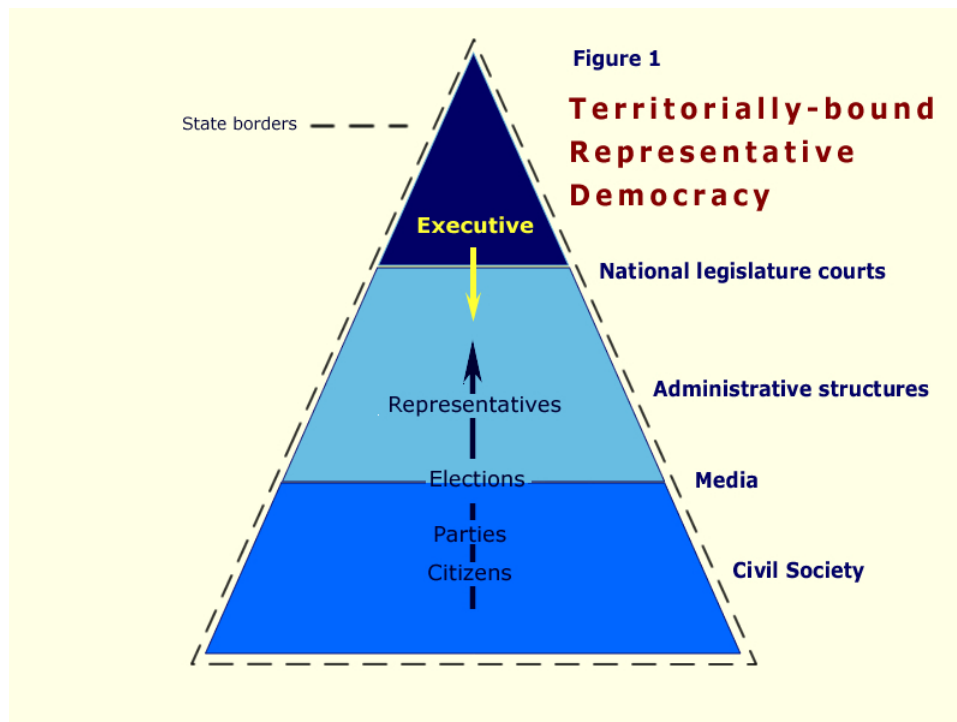 Figure 1
Territorially-bound
Representative
Democracy
State borders
Executive
National legislature courts
Administrative structures
Representatives
Elections
Media
Parties
Citizens
Civil Society